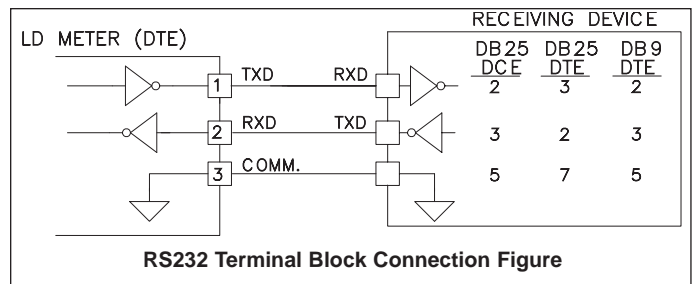 RECEIVING DEVICE
LD METER (DTE)
DB25 DB25 DB9
DCE DTE DTE
1 TXD RXD 2 3 2
2 RXD TXD 3 2 3
3 COMM. 5 7 5
RS232 Terminal Block Connection Figure